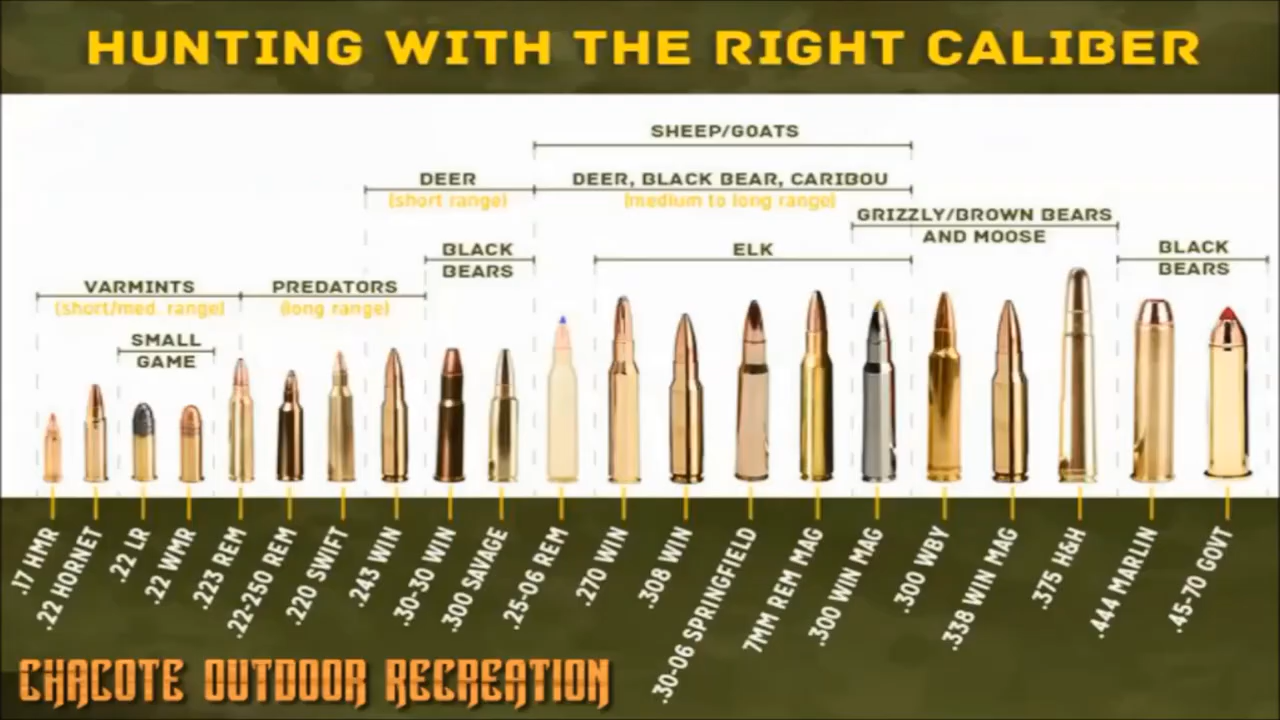 HUNTING WITH THE RIGHT CALIBER
SHEEP/GOATS
DEER
(short range)
DEER, BLACK BEAR, CARIBOU
(medium to long range)
GRIZZLY/BROWN BEARS
AND MOOSE
BLACK
BEARS
ELK
BLACK
BEARS
VARMINTS
(short/med. range)
PREDATORS
(long range)
SMALL
GAME
.17 HMR
.22 HORNET
.22 LR
.22 WMR
.223 REM
.22-250 REM
.220 SWIFT
.243 WIN
.30-30 WIN
.300 SAVAGE
.25-06 REM
.270 WIN
.308 WIN
.30-06 SPRINGFIELD
7MM REM MAG
.300 WIN MAG
.300 WBY
.338 WIN MAG
.375 H&H
.444 MARLIN
.45-70 GOVT
CHACOTE OUTDOOR RECREATION